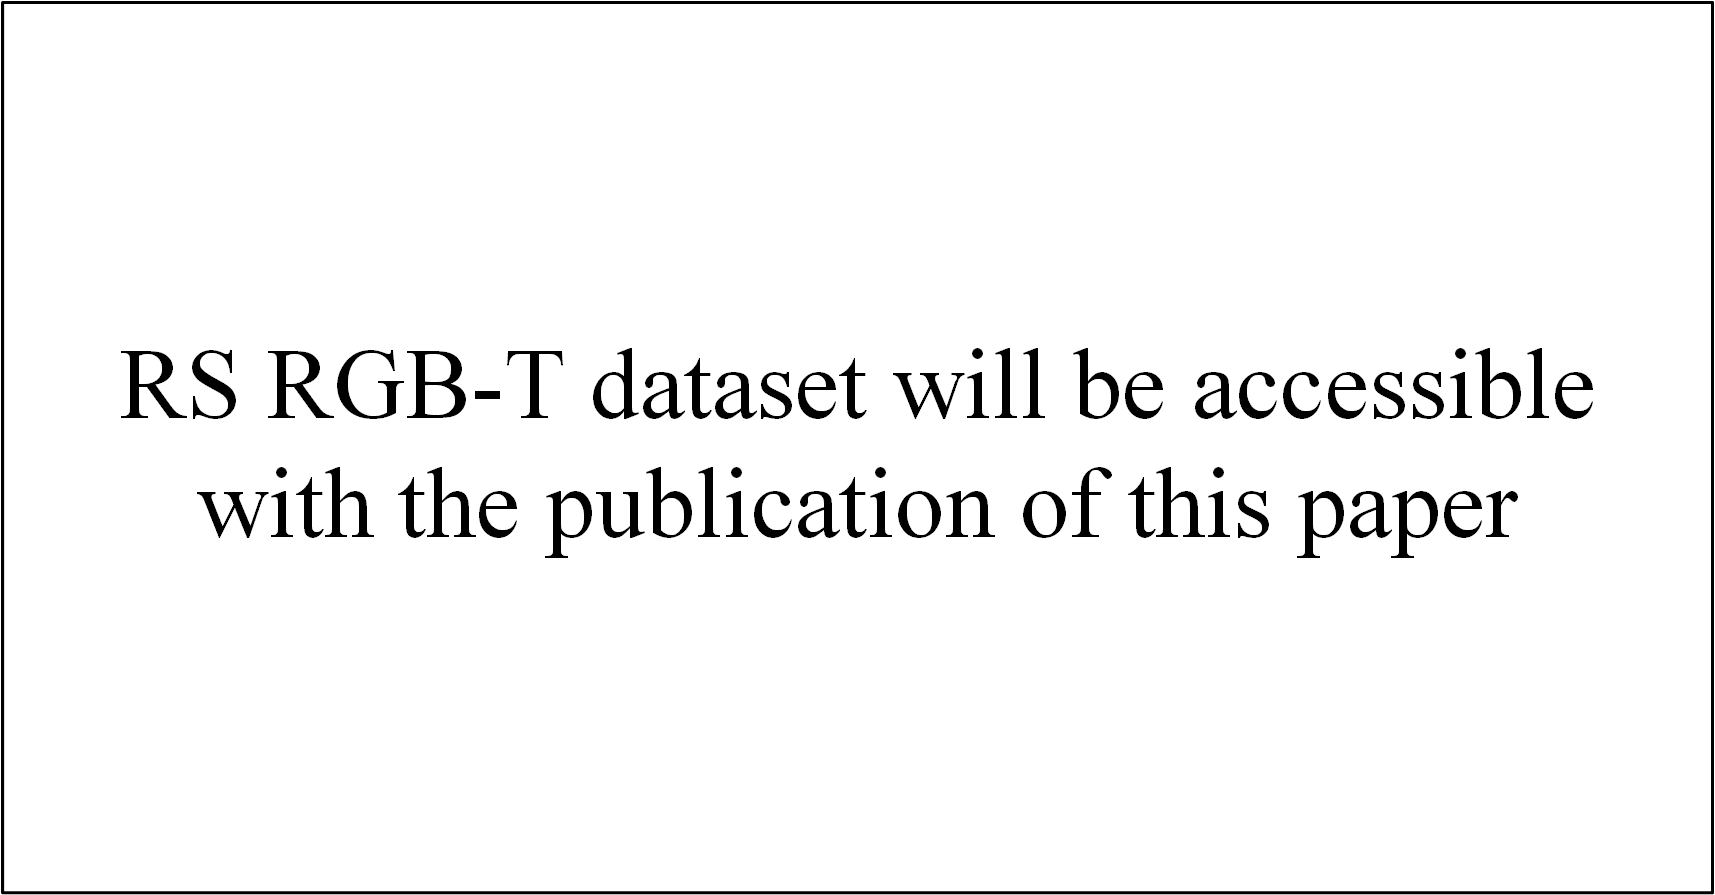 RS RGB-T dataset will be accessible
with the publication of this paper